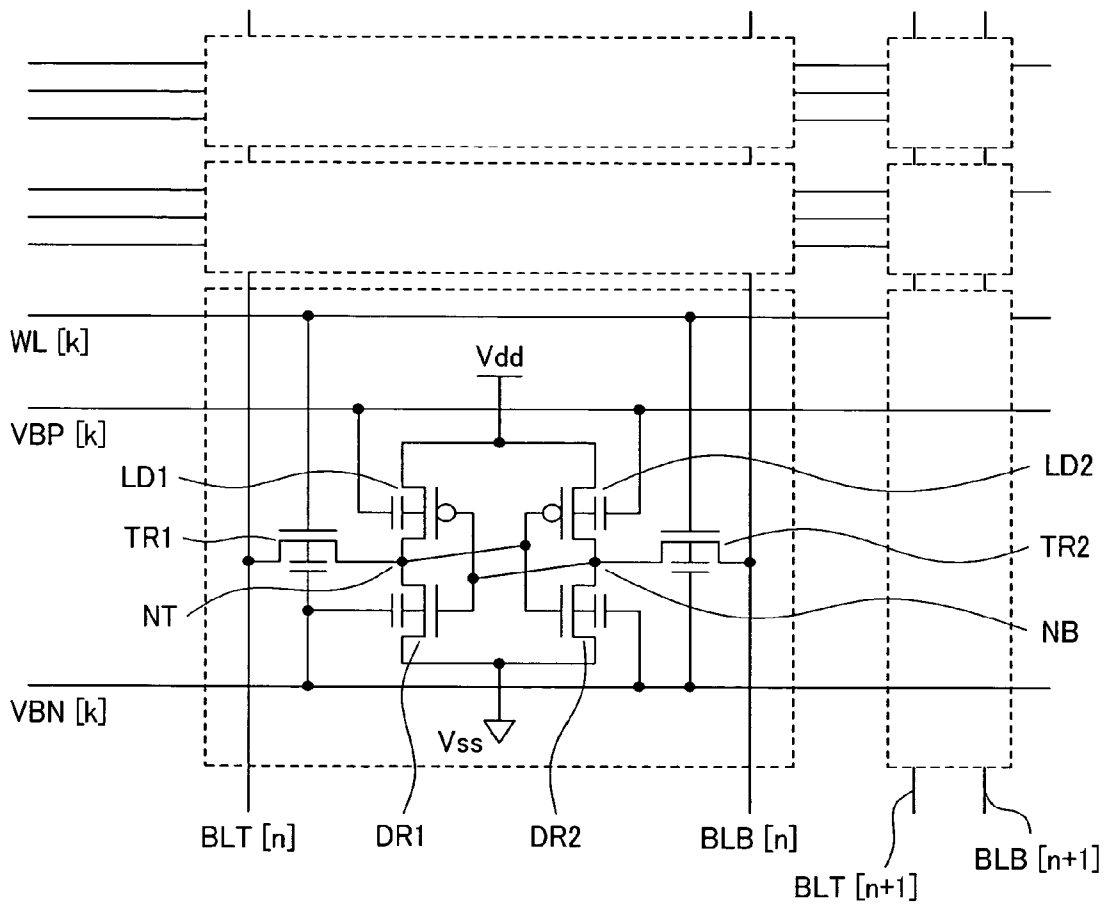 WL [k]
Vdd
VBP [k]
LD1
LD2
TR1
TR2
NT
NB
VBN [k]
Vss
BLT [n]
DR1
DR2
BLB [n]
BLT [n+1]
BLB [n+1]